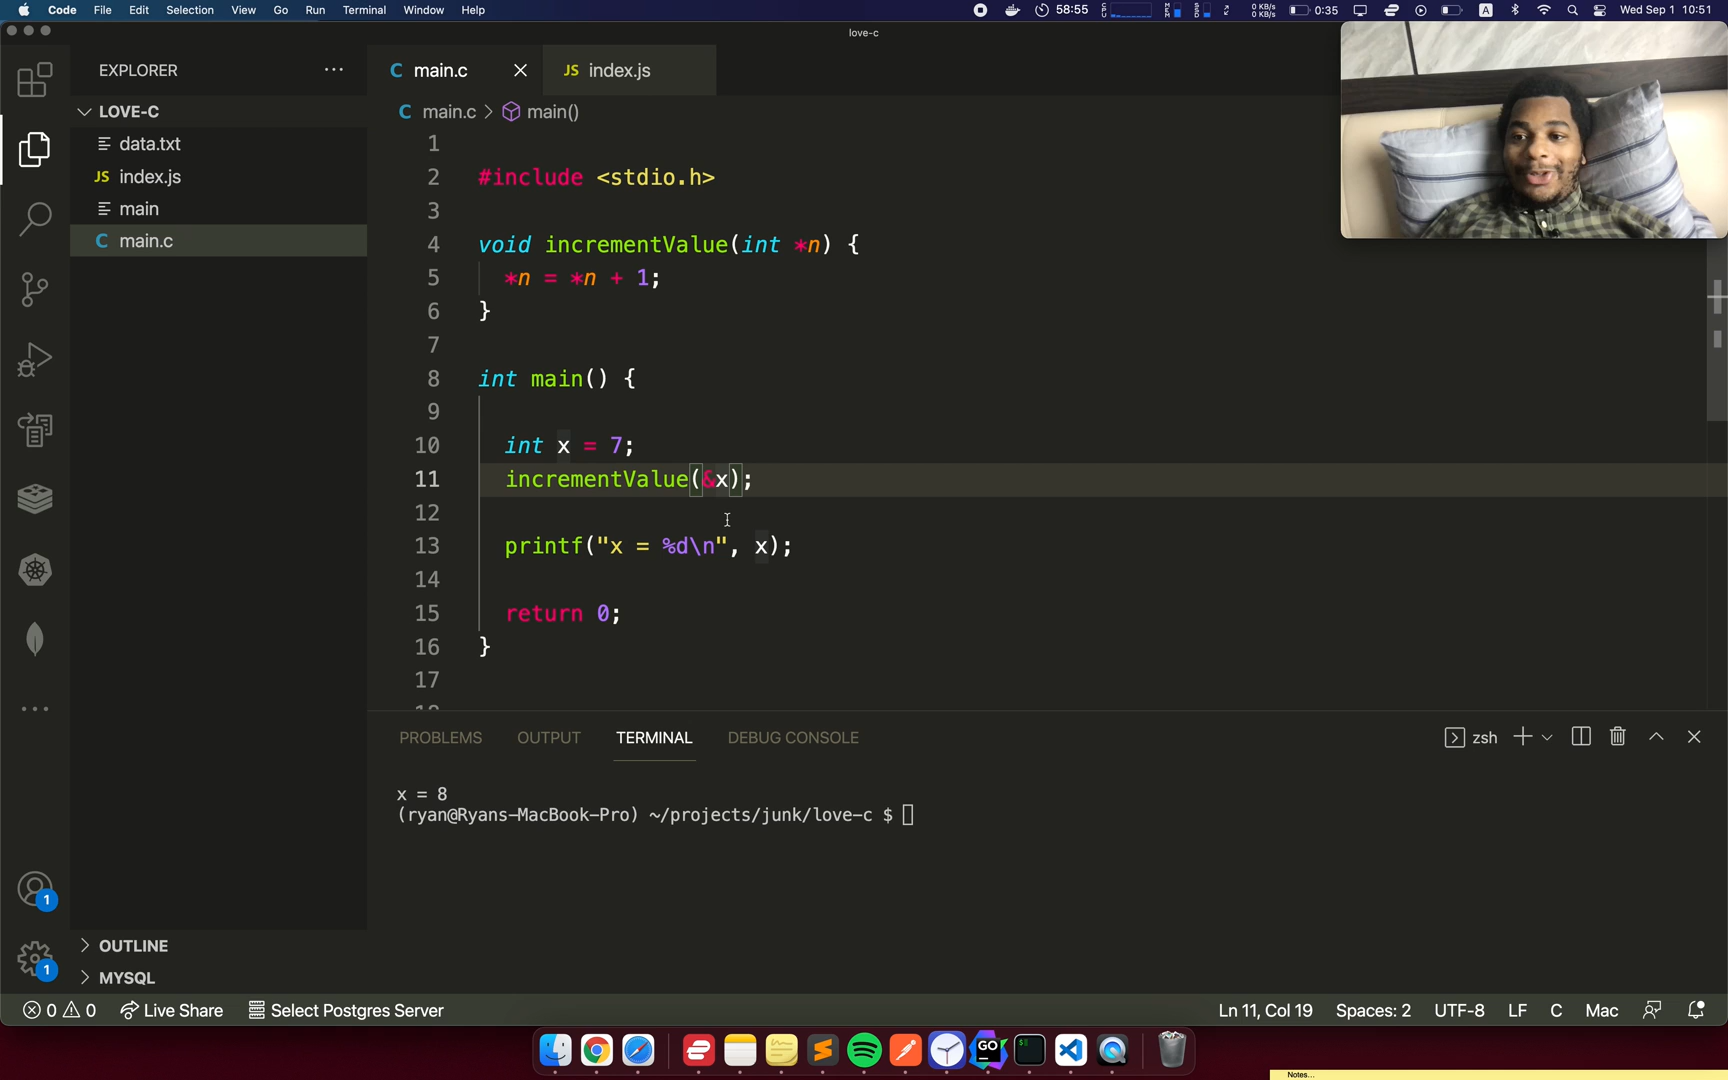 Code File Edit Selection View Go Run Terminal Window Help 58:55 0 KB/s 0 KB/s 0:35 A Wed Sep 1 10:51
love-c
EXPLORER
LOVE-C
data.txt
JS index.js
main
C main.c
C main.c JS index.js
C main.c > main()
1
2 #include <stdio.h>
3
4 void incrementValue(int *n) {
5 *n = *n + 1;
6 }
7
8 int main() {
9
10 int x = 7;
11 incrementValue(&x);
12
13 printf("x = %d\n", x);
14
15 return 0;
16 }
17
PROBLEMS OUTPUT TERMINAL DEBUG CONSOLE zsh
x = 8
(ryan@Ryans-MacBook-Pro) ~/projects/junk/love-c $
1
1
OUTLINE
MYSQL
0 0 Live Share Select Postgres Server Ln 11, Col 19 Spaces: 2 UTF-8 LF C Mac
GO
Notes...